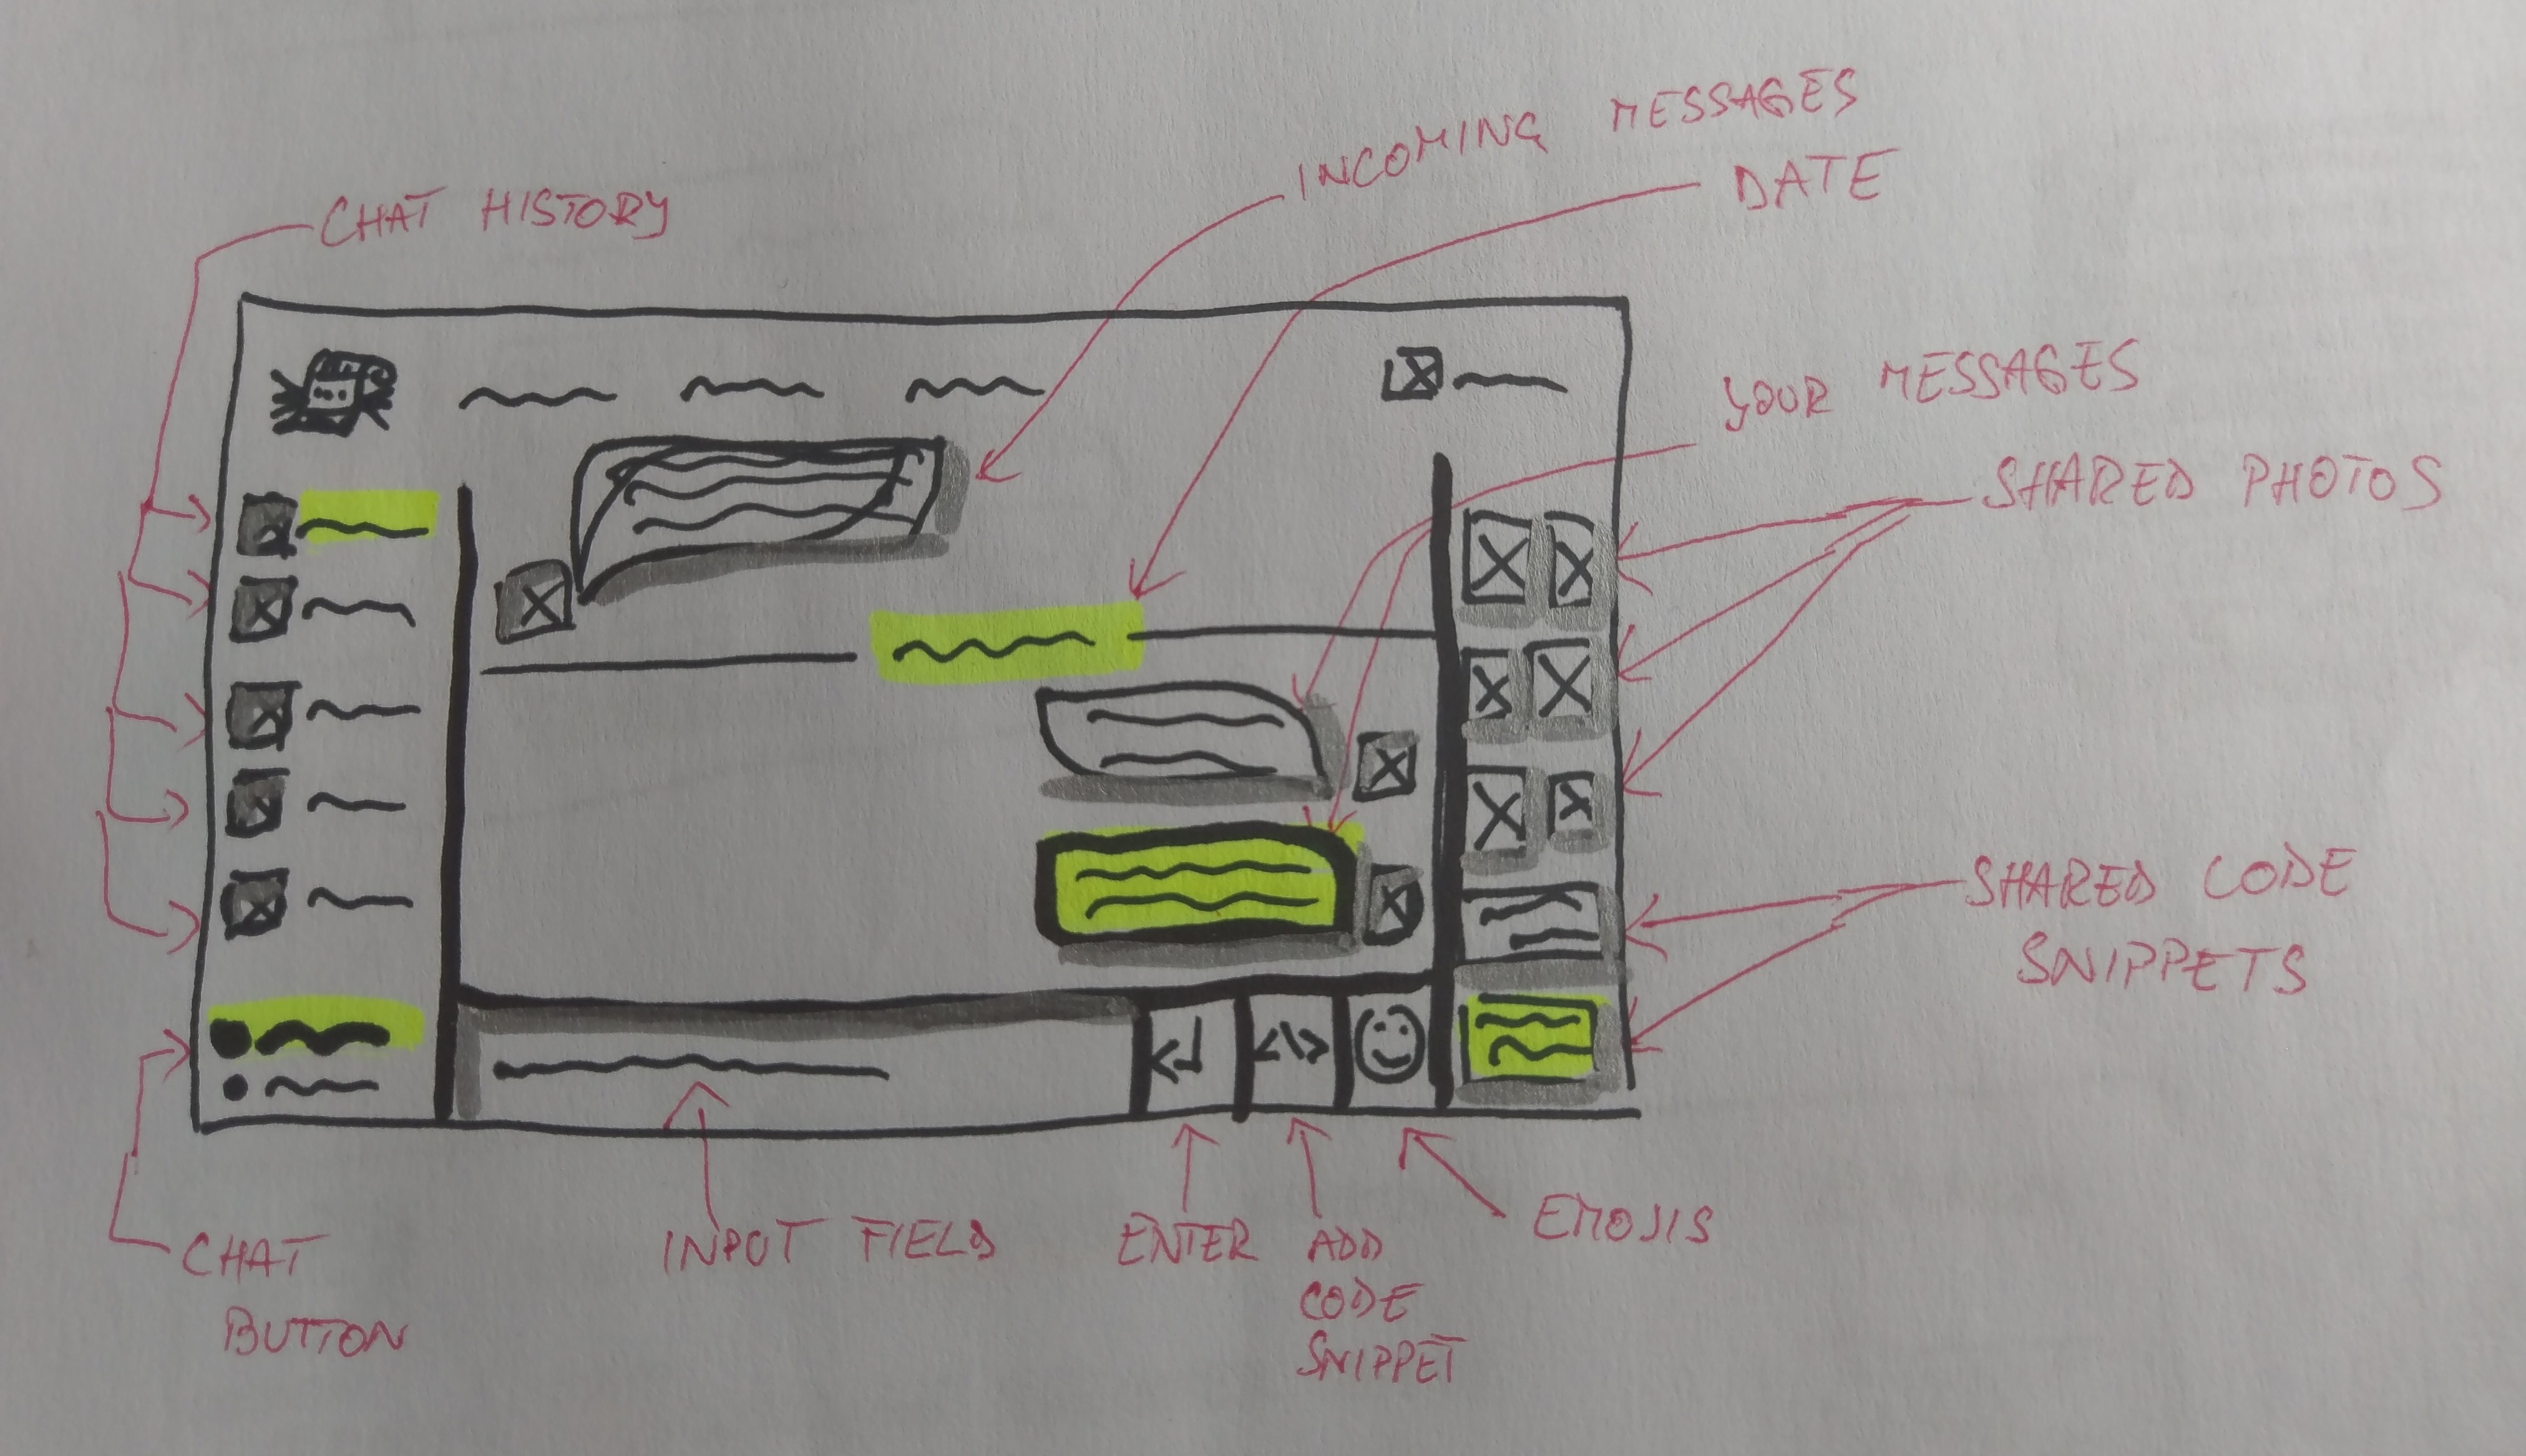 INCOMING MESSAGES
DATE
CHAT HISTORY
YOUR MESSAGES
SHARED PHOTOS
SHARED CODE
SNIPPETS
</>
CHAT
BUTTON
INPUT FIELD
ENTER
ADD
CODE
SNIPPET
EMOJIS